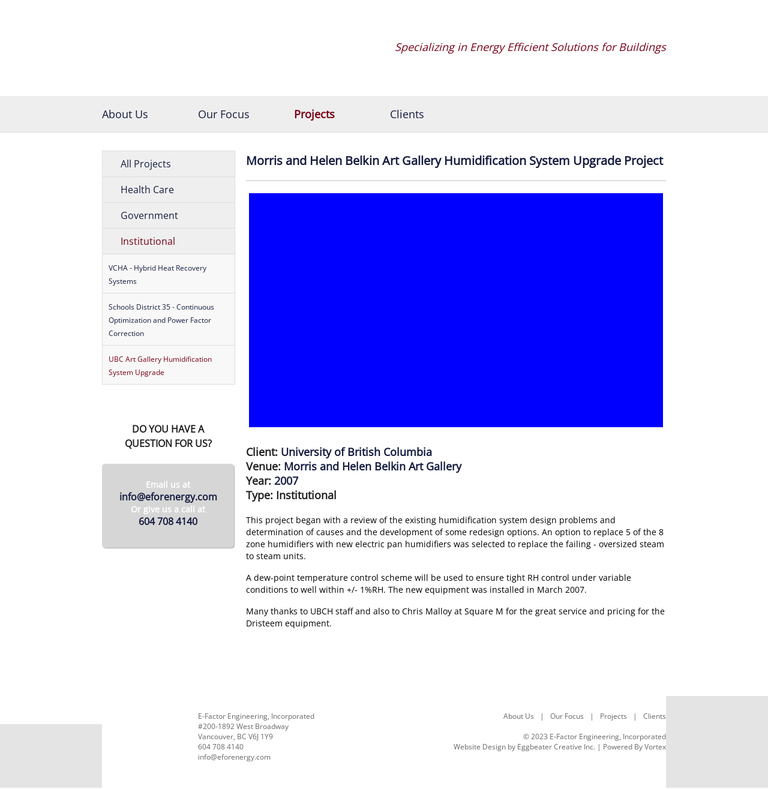 Specializing in Energy Efficient Solutions for Buildings
About Us
Our Focus
Projects
Clients
All Projects
Health Care
Government
Institutional
VCHA - Hybrid Heat Recovery
Systems
Schools District 35 - Continuous
Optimization and Power Factor
Correction
UBC Art Gallery Humidification
System Upgrade
DO YOU HAVE A
QUESTION FOR US?
Email us at
info@eforenergy.com
Or give us a call at
604 708 4140
Morris and Helen Belkin Art Gallery Humidification System Upgrade Project
Client: University of British Columbia
Venue: Morris and Helen Belkin Art Gallery
Year: 2007
Type: Institutional
This project began with a review of the existing humidification system design problems and
determination of causes and the development of some redesign options. An option to replace 5 of the 8
zone humidifiers with new electric pan humidifiers was selected to replace the failing - oversized steam
to steam units.
A dew-point temperature control scheme will be used to ensure tight RH control under variable
conditions to well within +/- 1%RH. The new equipment was installed in March 2007.
Many thanks to UBCH staff and also to Chris Malloy at Square M for the great service and pricing for the
Dristeem equipment.
E-Factor Engineering, Incorporated
#200-1892 West Broadway
Vancouver, BC V6J 1Y9
604 708 4140
info@eforenergy.com
About Us | Our Focus | Projects | Clients
© 2023 E-Factor Engineering, Incorporated
Website Design by Eggbeater Creative Inc. | Powered By Vortex